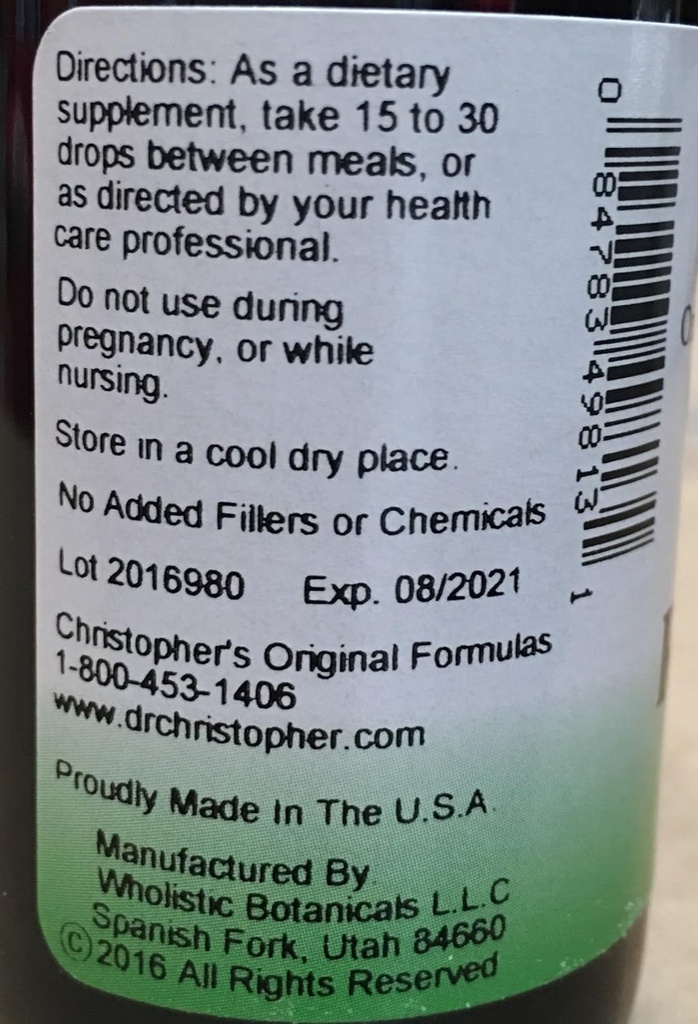 Directions: As a dietary
supplement, take 15 to 30
drops between meals, or
as directed by your health
care professional.
Do not use during
pregnancy, or while
nursing.
Store in a cool dry place.
No Added Fillers or Chemicals
Lot 2016980 Exp. 08/2021
Christopher's Original Formulas
1-800-453-1406
www.drchristopher.com
Proudly Made In The U.S.A.
Manufactured By
Wholistic Botanicals L.L.C
Spanish Fork, Utah 84660
©2016 All Rights Reserved
0 84783 49813 1